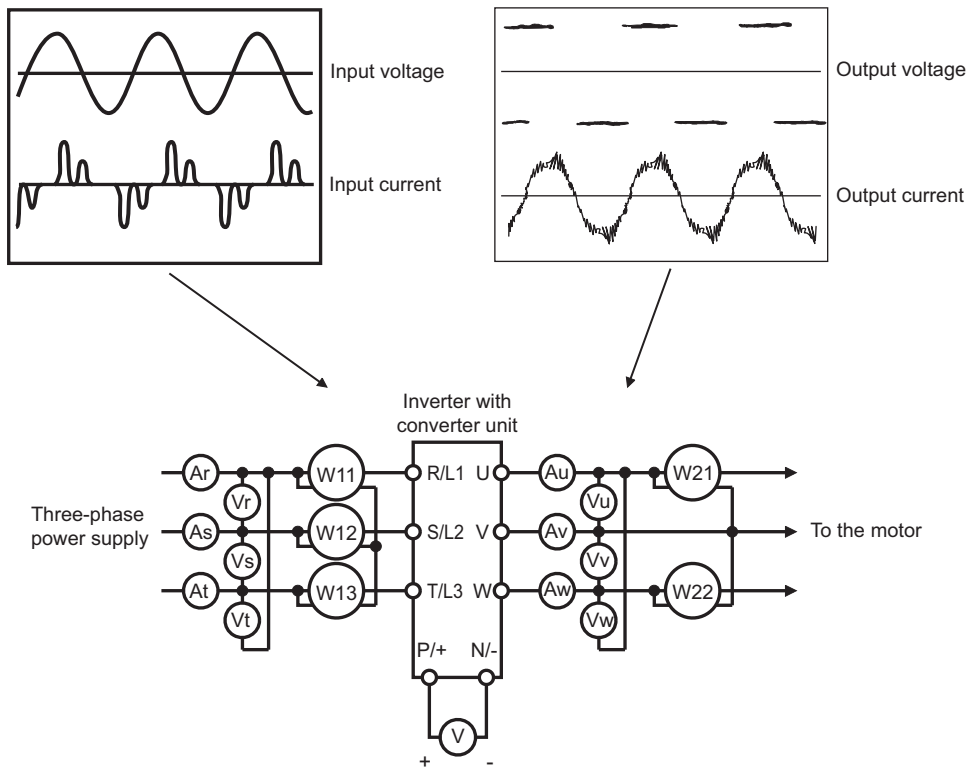 Input voltage
Input current
Output voltage
Output current
Inverter with
converter unit
Three-phase
power supply
Ar
As
At
Vr
Vs
Vt
W11
W12
W13
R/L1
S/L2
T/L3
U
V
W
P/+
N/-
Au
Av
Aw
Vu
Vv
Vw
W21
W22
To the motor
V
+
-